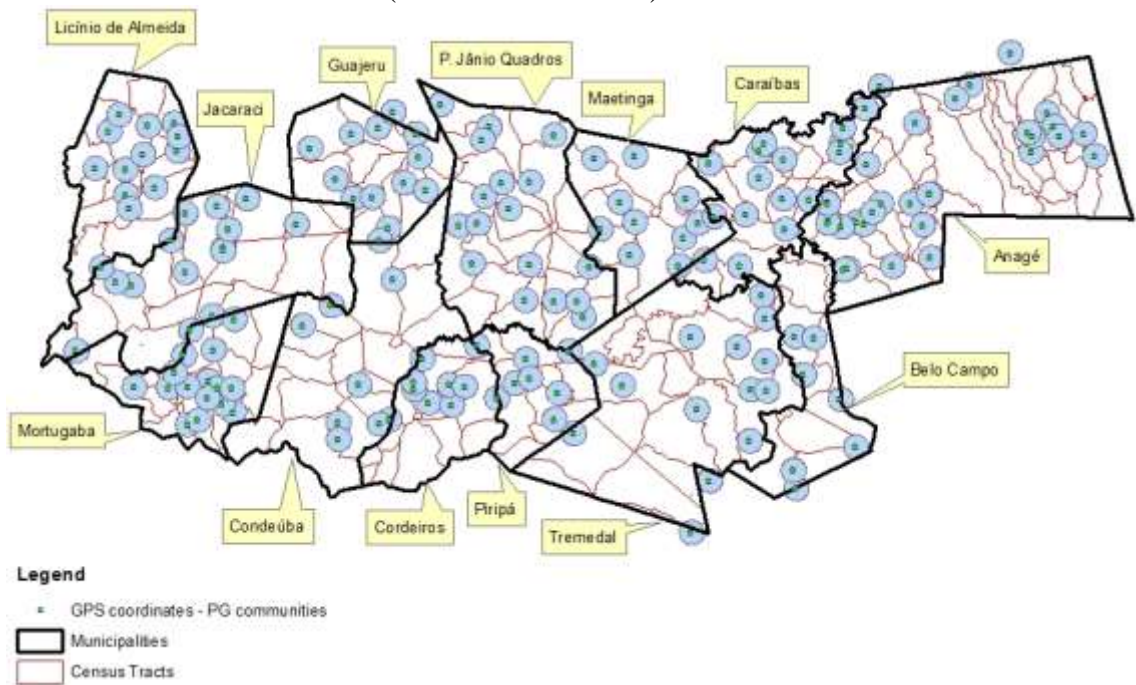 Licínio de Almeida
P. Jânio Quadros
Guajeru
Caraíbas
Maetinga
Jacaraci
Anagé
Belo Campo
Mortugaba
Piripá
Condeúba
Cordeiros
Tremedal
Legend
GPS coordinates - PG communities
Municipalities
Census Tracts